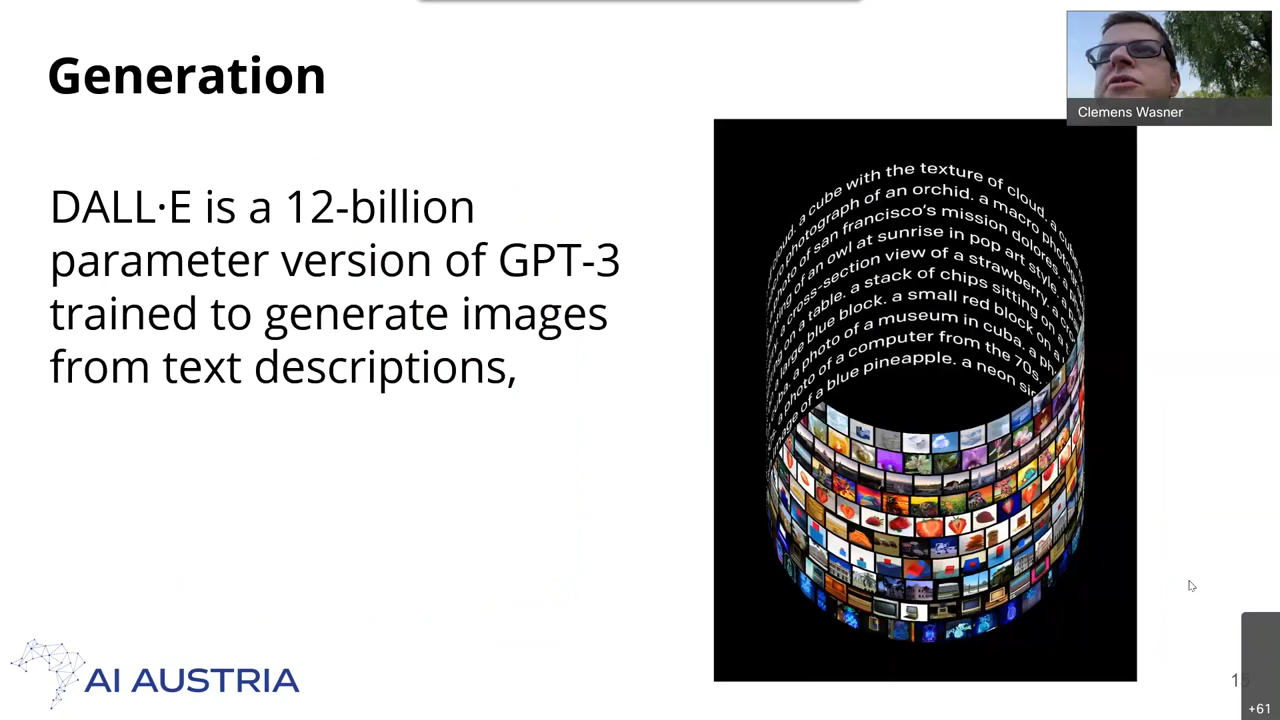 Generation
Clemens Wasner
DALL·E is a 12-billion
parameter version of GPT-3
trained to generate images
from text descriptions,
a cube with the texture of cloud. a
photograph of an orchid. a macro
of san francisco's mission dolores. a
of an owl at sunrise in pop art style. a
cross-section view of a strawberry. a
on a table. a stack of chips sitting on a
large blue block. a small red block on a
a photo of a museum in cuba. a
a photo of a computer from the 70s.
of a blue pineapple. a neon
AI AUSTRIA
+61